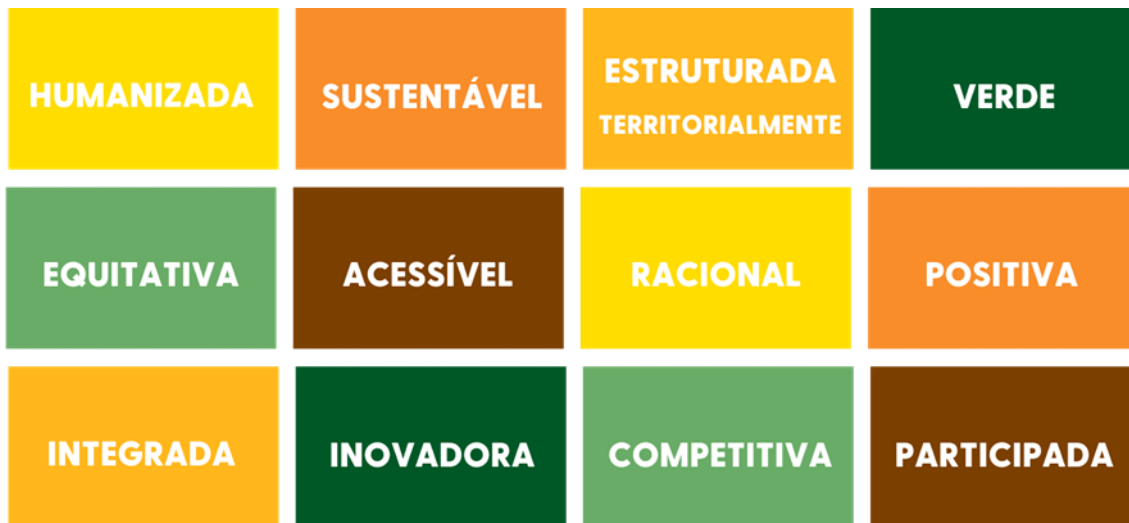 HUMANIZADA
SUSTENTÁVEL
ESTRUTURADA
TERRITORIALMENTE
VERDE
EQUITATIVA
ACESSÍVEL
RACIONAL
POSITIVA
INTEGRADA
INOVADORA
COMPETITIVA
PARTICIPADA